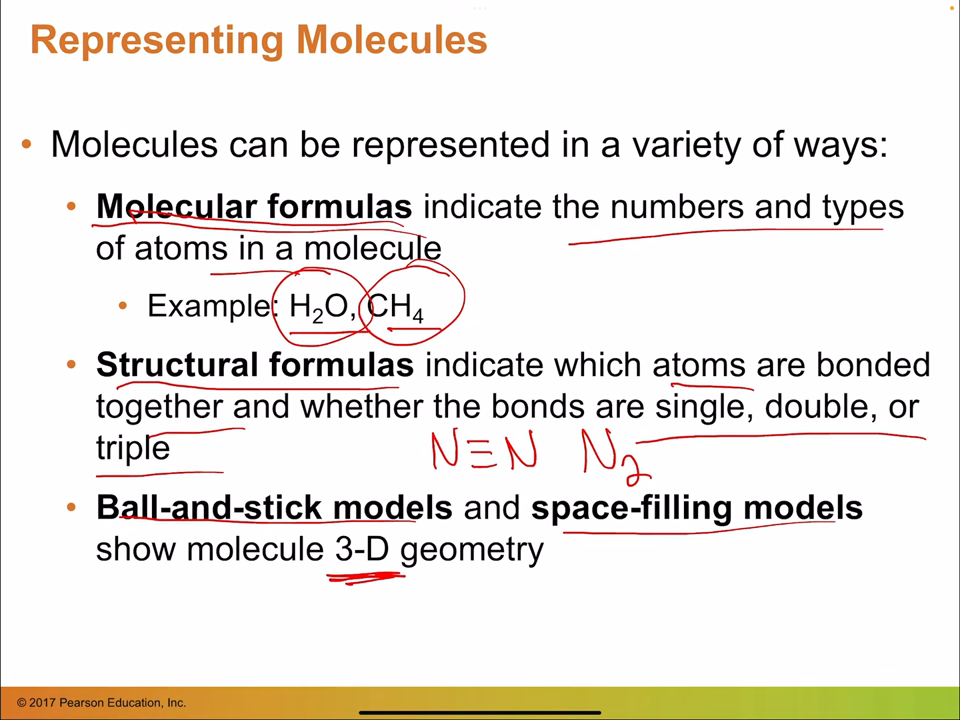 Representing Molecules
• Molecules can be represented in a variety of ways:
• Molecular formulas indicate the numbers and types
of atoms in a molecule
• Example: H₂O, CH₄
• Structural formulas indicate which atoms are bonded
together and whether the bonds are single, double, or
triple
N≡N N₂
• Ball-and-stick models and space-filling models
show molecule 3-D geometry
© 2017 Pearson Education, Inc.